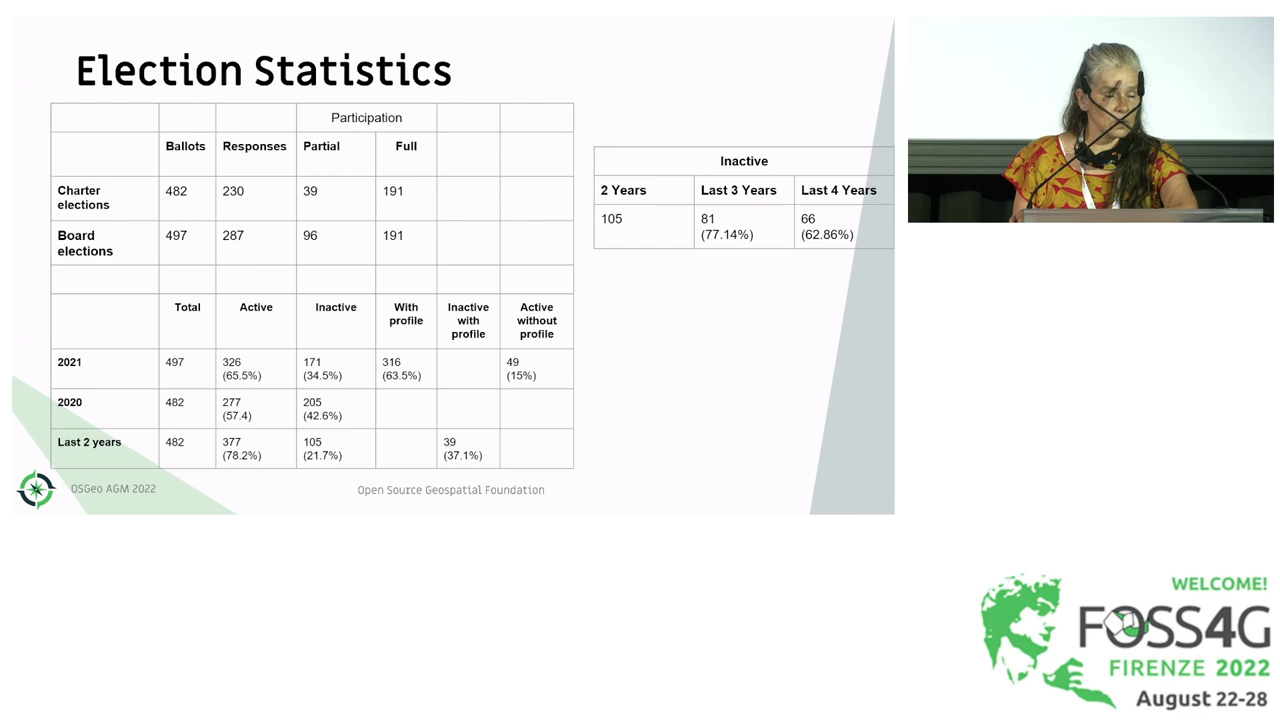 Election Statistics
Participation
Ballots Responses Partial Full
Charter elections 482 230 39 191
Board elections 497 287 96 191
Total Active Inactive With profile Inactive with profile Active without profile
2021 497 326 (65.5%) 171 (34.5%) 316 (63.5%) 49 (15%)
2020 482 277 (57.4) 205 (42.6%)
Last 2 years 482 377 (78.2%) 105 (21.7%) 39 (37.1%)
Inactive
2 Years Last 3 Years Last 4 Years
105 81 (77.14%) 66 (62.86%)
OSGeo AGM 2022
Open Source Geospatial Foundation
WELCOME!
FOSS4G
FIRENZE 2022
August 22-28